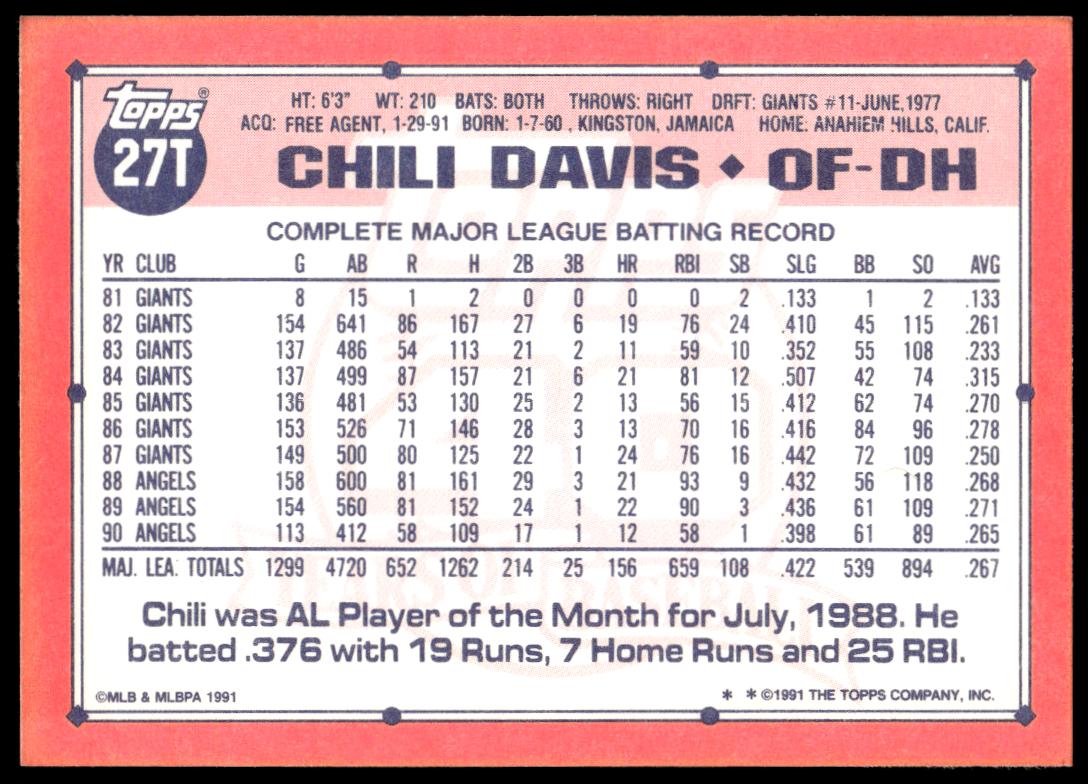 topps®
27T
HT: 6'3" WT: 210 BATS: BOTH THROWS: RIGHT DRFT: GIANTS #11-JUNE,1977
ACQ: FREE AGENT, 1-29-91 BORN: 1-7-60 , KINGSTON, JAMAICA HOME: ANAHIEM HILLS, CALIF.
CHILI DAVIS ◆ OF-DH
COMPLETE MAJOR LEAGUE BATTING RECORD
YR CLUB G AB R H 2B 3B HR RBI SB SLG BB SO AVG
81 GIANTS 8 15 1 2 0 0 0 0 2 .133 1 2 .133
82 GIANTS 154 641 86 167 27 6 19 76 24 .410 45 115 .261
83 GIANTS 137 486 54 113 21 2 11 59 10 .352 55 108 .233
84 GIANTS 137 499 87 157 21 6 21 81 12 .507 42 74 .315
85 GIANTS 136 481 53 130 25 2 13 56 15 .412 62 74 .270
86 GIANTS 153 526 71 146 28 3 13 70 16 .416 84 96 .278
87 GIANTS 149 500 80 125 22 1 24 76 16 .442 72 109 .250
88 ANGELS 158 600 81 161 29 3 21 93 9 .432 56 118 .268
89 ANGELS 154 560 81 152 24 1 22 90 3 .436 61 109 .271
90 ANGELS 113 412 58 109 17 1 12 58 1 .398 61 89 .265
MAJ. LEA. TOTALS 1299 4720 652 1262 214 25 156 659 108 .422 539 894 .267
Chili was AL Player of the Month for July, 1988. He
batted .376 with 19 Runs, 7 Home Runs and 25 RBI.
©MLB & MLBPA 1991 * * ©1991 THE TOPPS COMPANY, INC.
TOPPS
40
YEARS OF BASEBALL